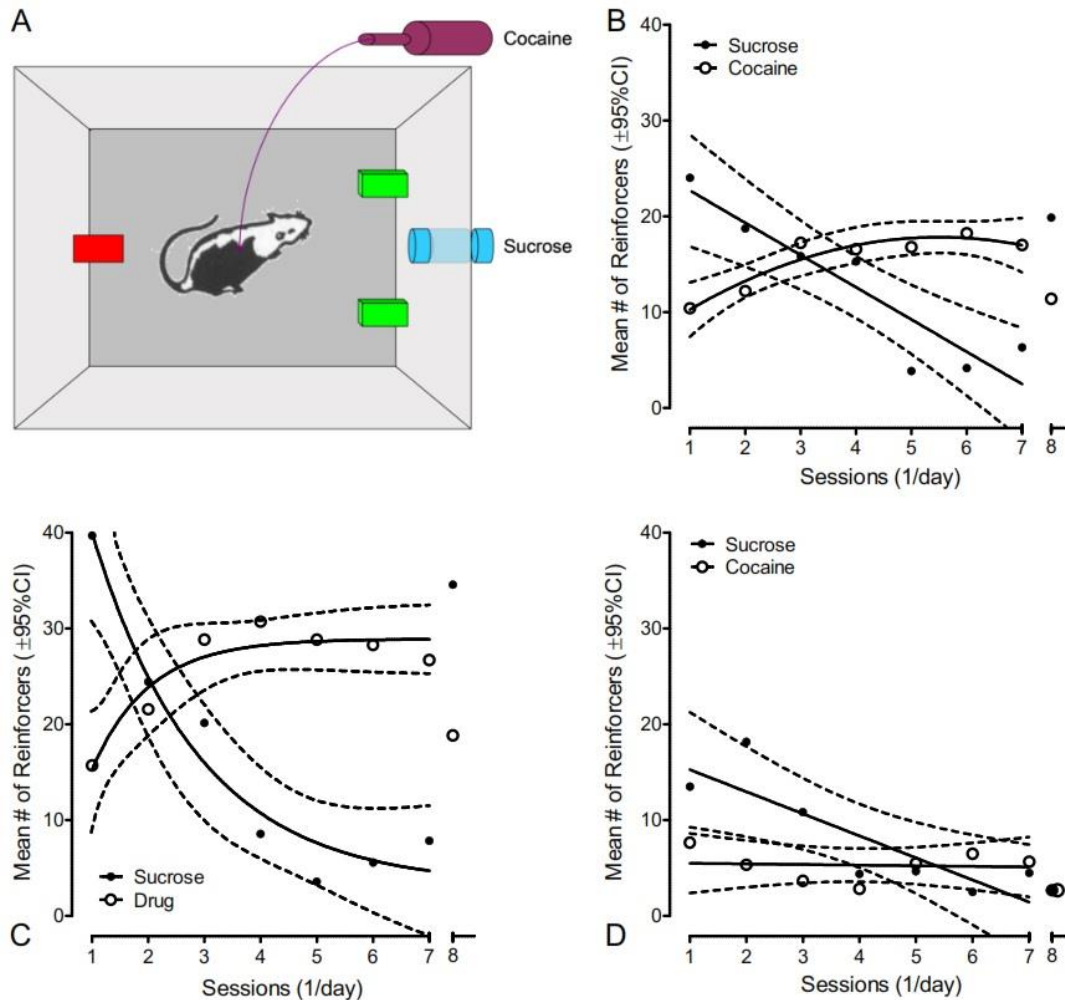 A
Cocaine
Sucrose
B
Mean # of Reinforcers (±95%CI)
40
30
20
10
0
Sucrose
Cocaine
1 2 3 4 5 6 7 8
Sessions (1/day)
C
Mean # of Reinforcers (±95%CI)
40
30
20
10
0
Sucrose
Drug
1 2 3 4 5 6 7 8
Sessions (1/day)
D
Mean # of Reinforcers (±95%CI)
40
30
20
10
0
Sucrose
Cocaine
1 2 3 4 5 6 7 8
Sessions (1/day)